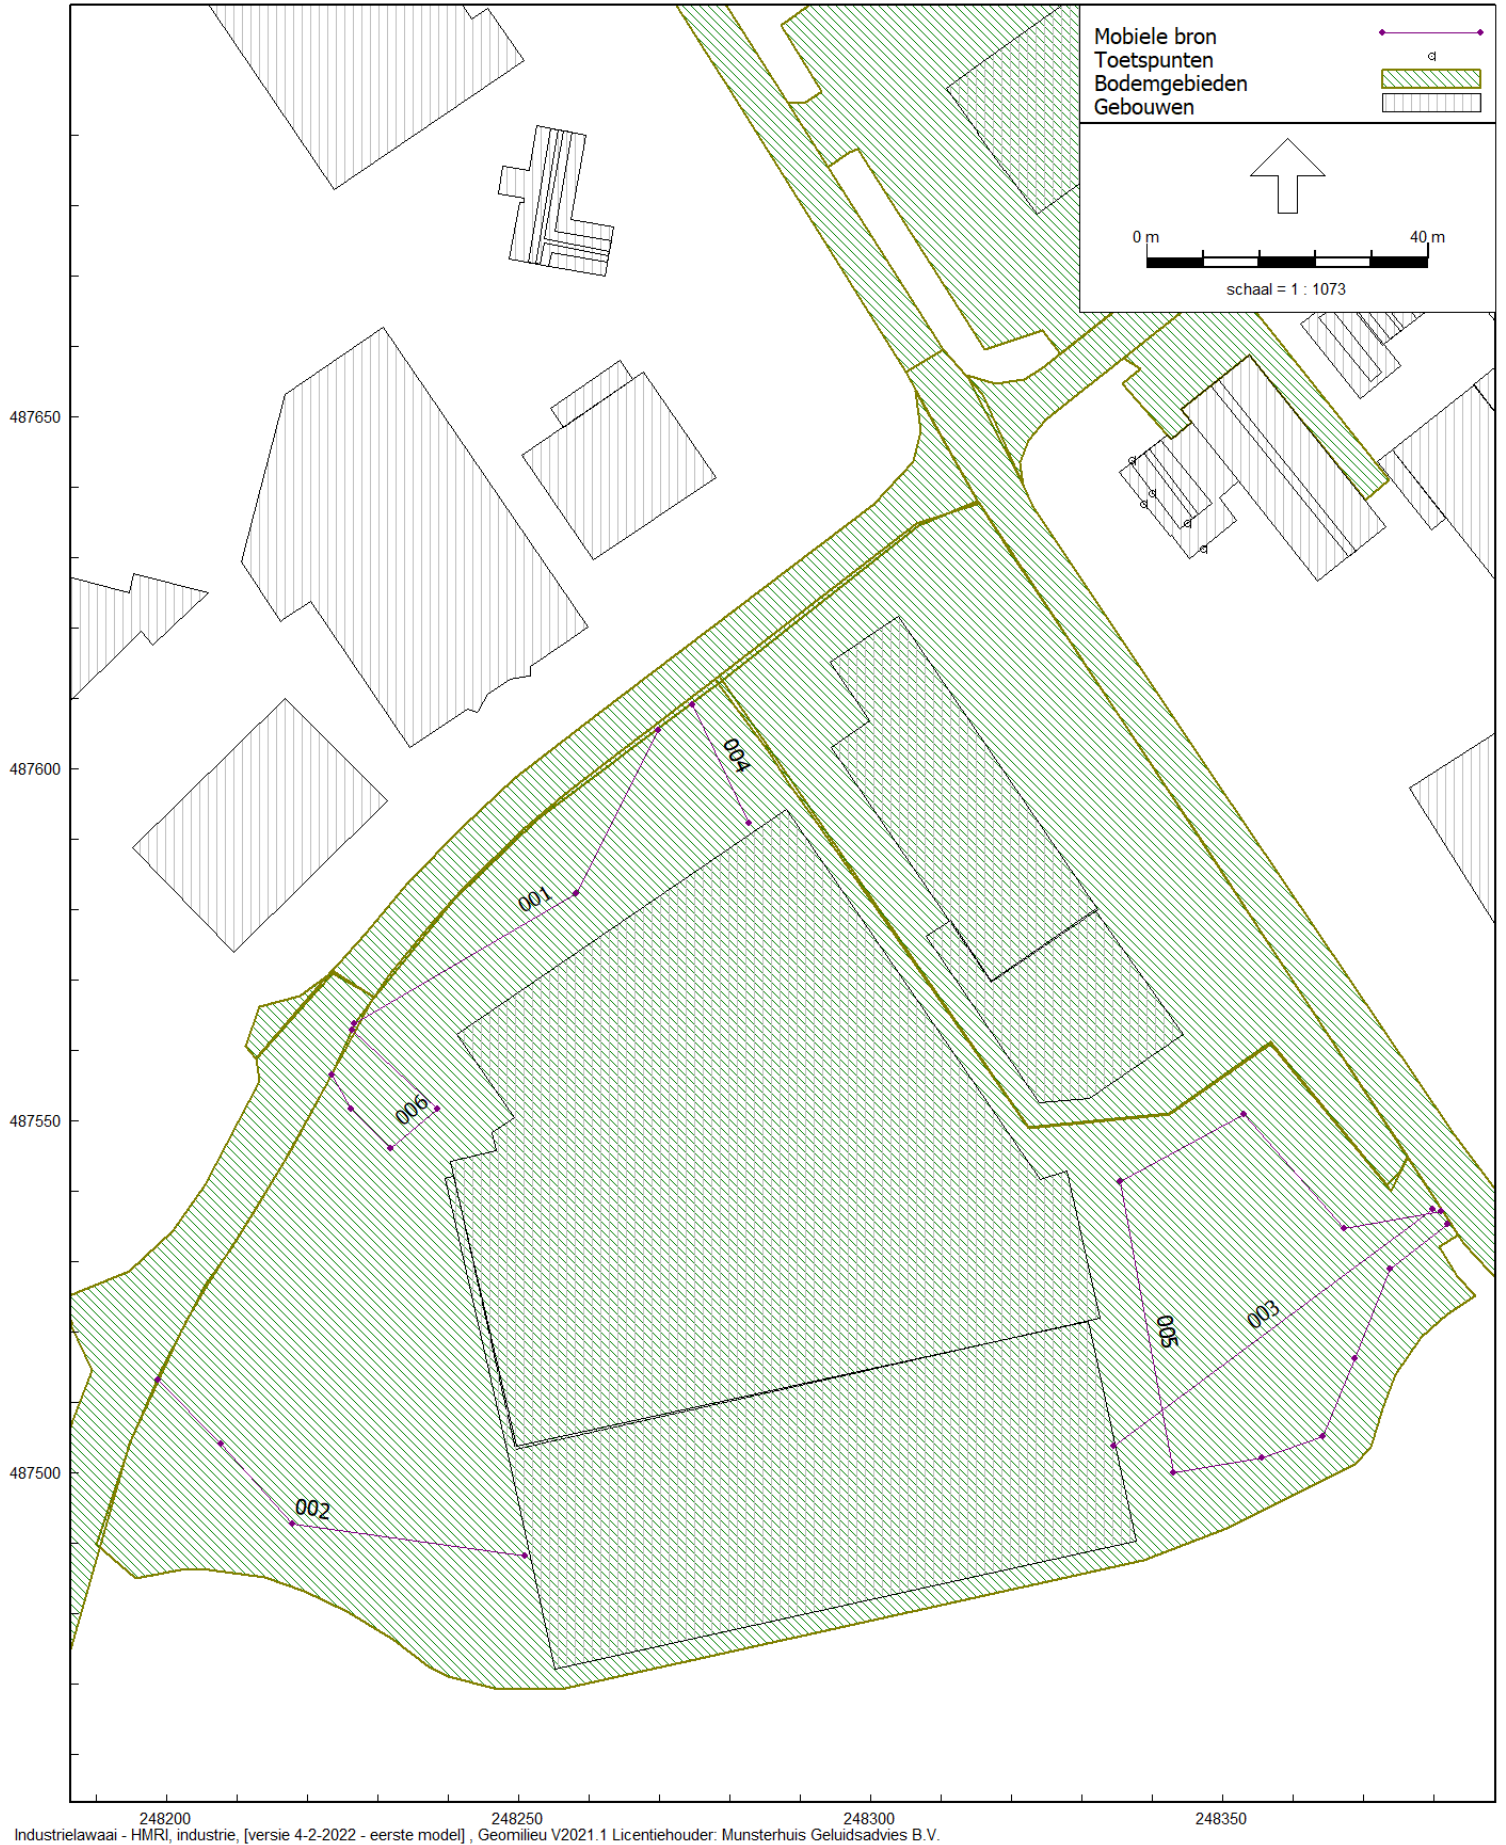 Mobiele bron
Toetspunten
Bodemgebieden
Gebouwen
0 m
40 m
schaal = 1 : 1073
487650
487600
487550
487500
004
001
006
005
003
002
248200
248250
248300
248350
Industrielawaai - HMRI, industrie, [versie 4-2-2022 - eerste model] , Geomilieu V2021.1 Licentiehouder: Munsterhuis Geluidsadvies B.V.